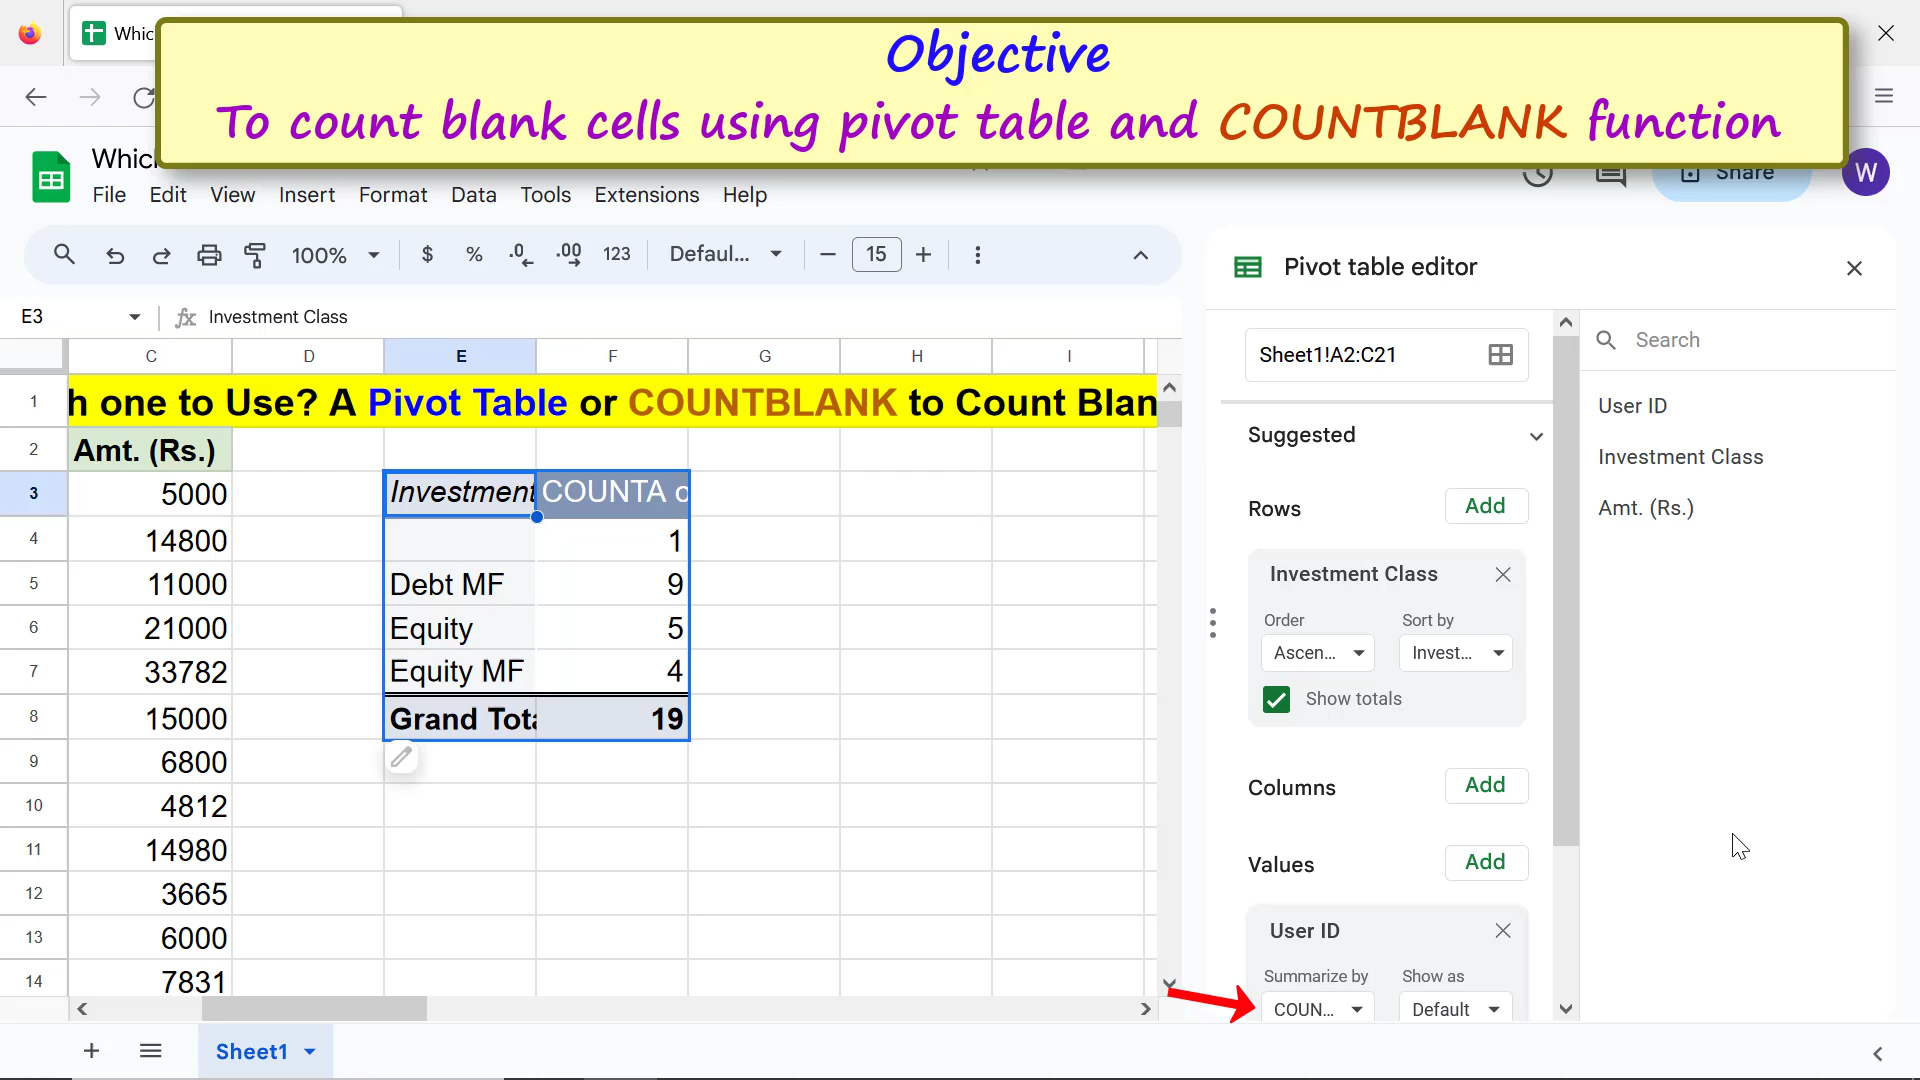 Objective
To count blank cells using pivot table and COUNTBLANK function
Whic
Whic
File Edit View Insert Format Data Tools Extensions Help
Share
W
100% $ % .0 .00 123 Defaul... 15
Pivot table editor
E3 Investment Class
C D E F G H I
1 h one to Use? A Pivot Table or COUNTBLANK to Count Blan
2 Amt. (Rs.)
3 5000 Investment COUNTA o
4 14800 1
5 11000 Debt MF 9
6 21000 Equity 5
7 33782 Equity MF 4
8 15000 Grand Tota 19
9 6800
10 4812
11 14980
12 3665
13 6000
14 7831
Sheet1!A2:C21
Suggested
Rows Add
Investment Class
Order Sort by
Ascen... Invest...
Show totals
Columns Add
Values Add
User ID
Summarize by Show as
COUN... Default
Search
User ID
Investment Class
Amt. (Rs.)
Sheet1